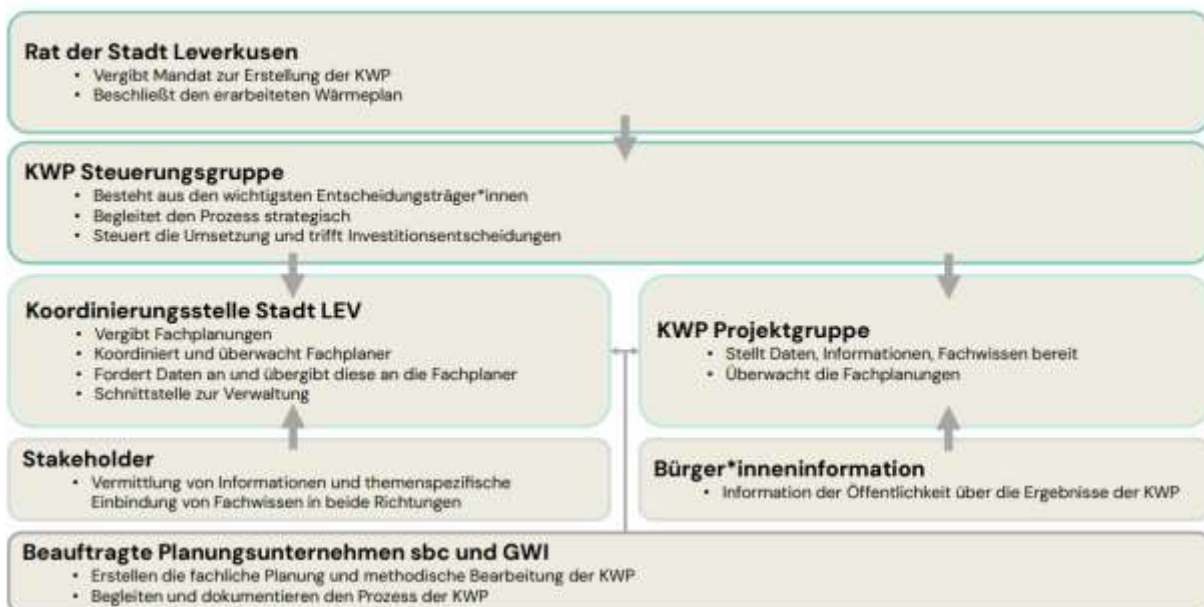 Rat der Stadt Leverkusen
• Vergibt Mandat zur Erstellung der KWP
• Beschließt den erarbeiteten Wärmeplan
KWP Steuerungsgruppe
• Besteht aus den wichtigsten Entscheidungsträger*innen
• Begleitet den Prozess strategisch
• Steuert die Umsetzung und trifft Investitionsentscheidungen
Koordinierungsstelle Stadt LEV
• Vergibt Fachplanungen
• Koordiniert und überwacht Fachplaner
• Fordert Daten an und übergibt diese an die Fachplaner
• Schnittstelle zur Verwaltung
KWP Projektgruppe
• Stellt Daten, Informationen, Fachwissen bereit
• Überwacht die Fachplanungen
Stakeholder
• Vermittlung von Informationen und themenspezifische
Einbindung von Fachwissen in beide Richtungen
Bürger*inneninformation
• Information der Öffentlichkeit über die Ergebnisse der KWP
Beauftragte Planungsunternehmen sbc und GWI
• Erstellen die fachliche Planung und methodische Bearbeitung der KWP
• Begleiten und dokumentieren den Prozess der KWP